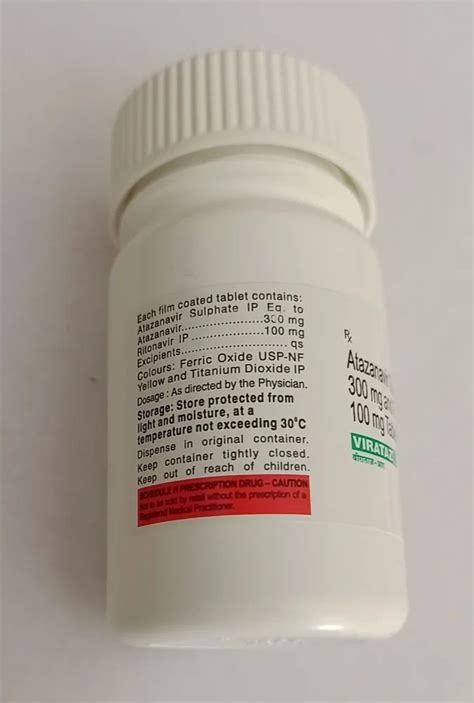 Each film coated tablet contains:
Atazanavir Sulphate IP Eq. to
Atazanavir....................300 mg
Ritonavir IP ..................100 mg
Excipients......................... qs
Colours: Ferric Oxide USP-NF
Yellow and Titanium Dioxide IP
Dosage : As directed by the Physician.
Storage: Store protected from
light and moisture, at a
temperature not exceeding 30°C
Dispense in original container.
Keep container tightly closed.
Keep out of reach of children.
SCHEDULE H PRESCRIPTION DRUG – CAUTION
Not to be sold by retail without the prescription of a
Registered Medical Practitioner.
Rx
Atazanavir
300 mg
100 mg
VIRATAZ